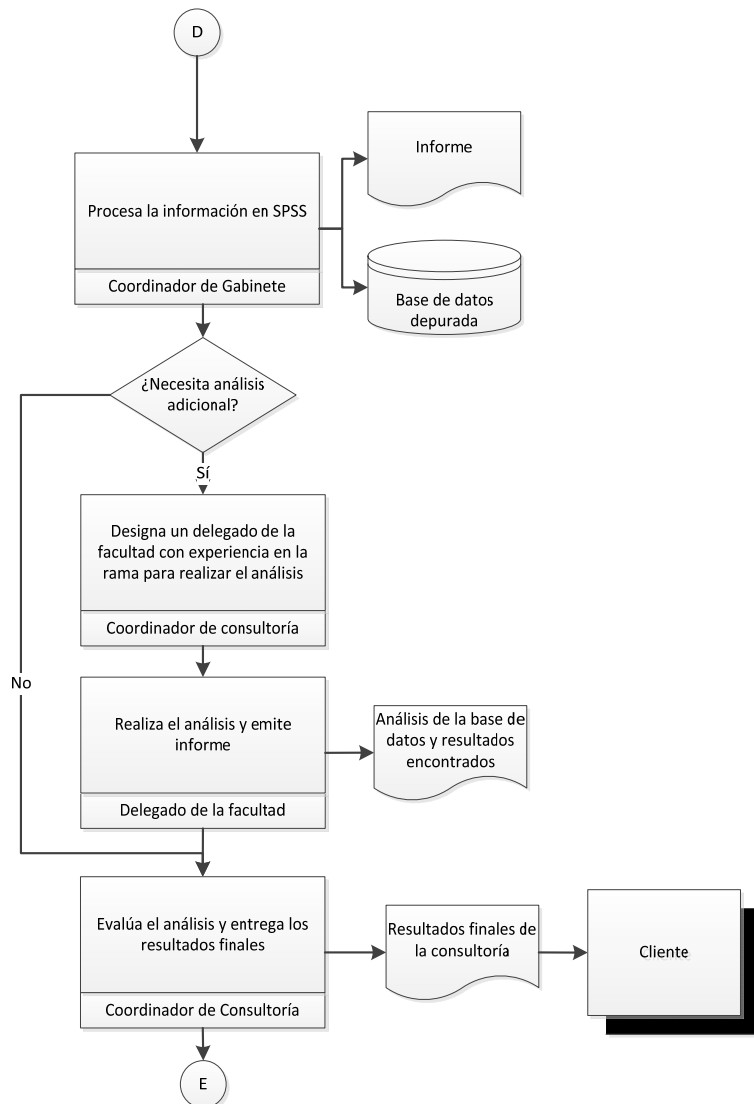 D
Procesa la información en SPSS
Coordinador de Gabinete
Informe
Base de datos
depurada
¿Necesita análisis
adicional?
Sí
Designa un delegado de la
facultad con experiencia en la
rama para realizar el análisis
Coordinador de consultoría
No
Realiza el análisis y emite
informe
Delegado de la facultad
Análisis de la base de
datos y resultados
encontrados
Evalúa el análisis y entrega los
resultados finales
Coordinador de Consultoría
Resultados finales de
la consultoría
Cliente
E